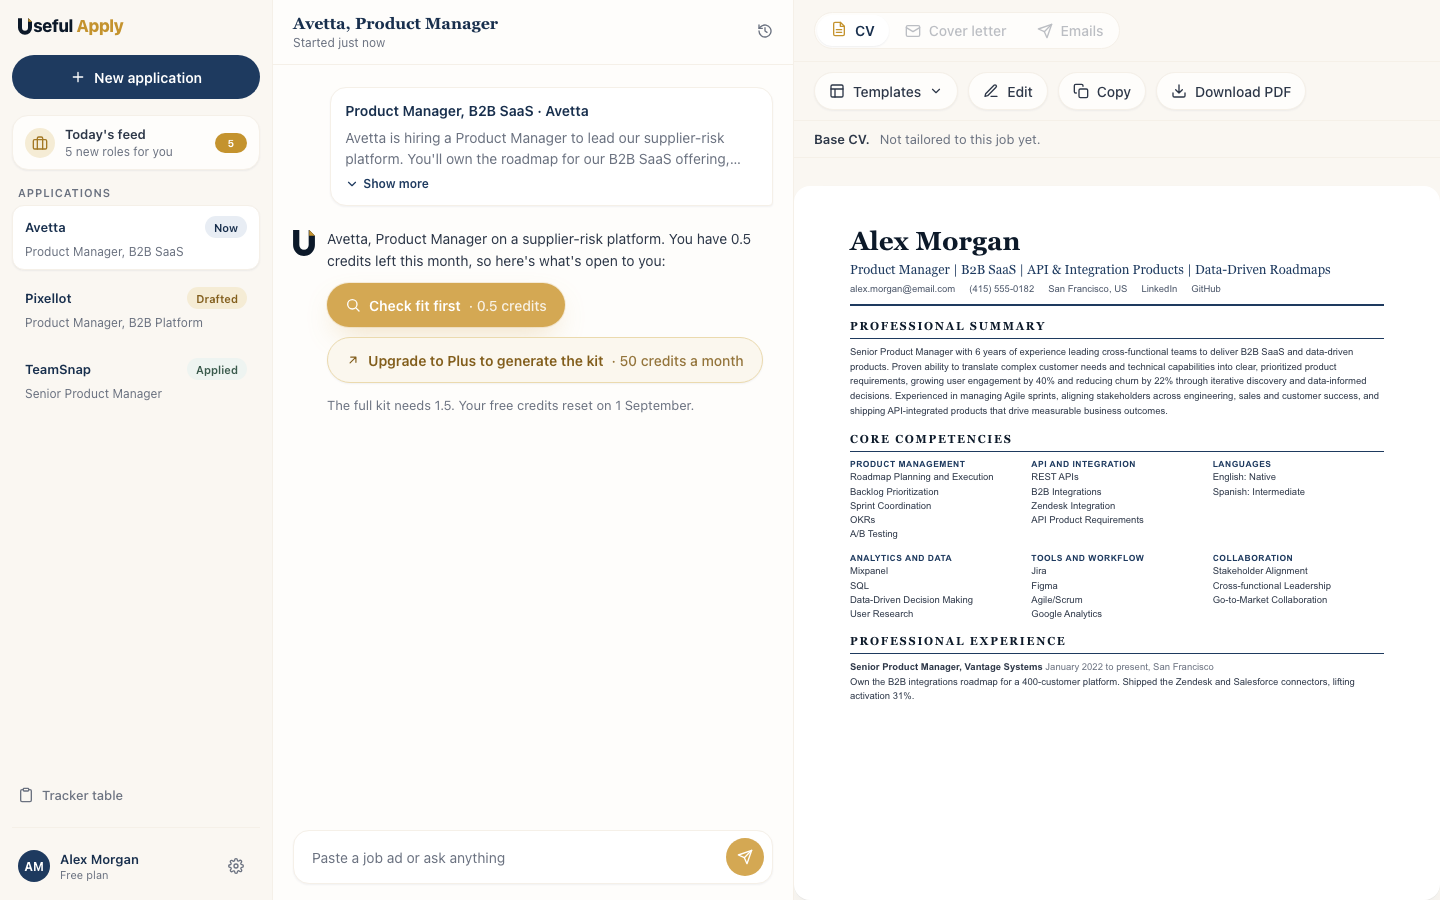 Useful Apply
New application
Today's feed
5 new roles for you
5
APPLICATIONS
Avetta
Now
Product Manager, B2B SaaS
Pixellot
Drafted
Product Manager, B2B Platform
TeamSnap
Applied
Senior Product Manager
Tracker table
AM
Alex Morgan
Free plan
Avetta, Product Manager
Started just now
Product Manager, B2B SaaS · Avetta
Avetta is hiring a Product Manager to lead our supplier-risk
platform. You'll own the roadmap for our B2B SaaS offering,...
Show more
Avetta, Product Manager on a supplier-risk platform. You have 0.5
credits left this month, so here's what's open to you:
Check fit first · 0.5 credits
Upgrade to Plus to generate the kit · 50 credits a month
The full kit needs 1.5. Your free credits reset on 1 September.
Paste a job ad or ask anything
CV
Cover letter
Emails
Templates
Edit
Copy
Download PDF
Base CV. Not tailored to this job yet.
Alex Morgan
Product Manager | B2B SaaS | API & Integration Products | Data-Driven Roadmaps
alex.morgan@email.com (415) 555-0182 San Francisco, US LinkedIn GitHub
PROFESSIONAL SUMMARY
Senior Product Manager with 6 years of experience leading cross-functional teams to deliver B2B SaaS and data-driven
products. Proven ability to translate complex customer needs and technical capabilities into clear, prioritized product
requirements, growing user engagement by 40% and reducing churn by 22% through iterative discovery and data-informed
decisions. Experienced in managing Agile sprints, aligning stakeholders across engineering, sales and customer success, and
shipping API-integrated products that drive measurable business outcomes.
CORE COMPETENCIES
PRODUCT MANAGEMENT
Roadmap Planning and Execution
Backlog Prioritization
Sprint Coordination
OKRs
A/B Testing
API AND INTEGRATION
REST APIs
B2B Integrations
Zendesk Integration
API Product Requirements
LANGUAGES
English: Native
Spanish: Intermediate
ANALYTICS AND DATA
Mixpanel
SQL
Data-Driven Decision Making
User Research
TOOLS AND WORKFLOW
Jira
Figma
Agile/Scrum
Google Analytics
COLLABORATION
Stakeholder Alignment
Cross-functional Leadership
Go-to-Market Collaboration
PROFESSIONAL EXPERIENCE
Senior Product Manager, Vantage Systems January 2022 to present, San Francisco
Own the B2B integrations roadmap for a 400-customer platform. Shipped the Zendesk and Salesforce connectors, lifting
activation 31%.